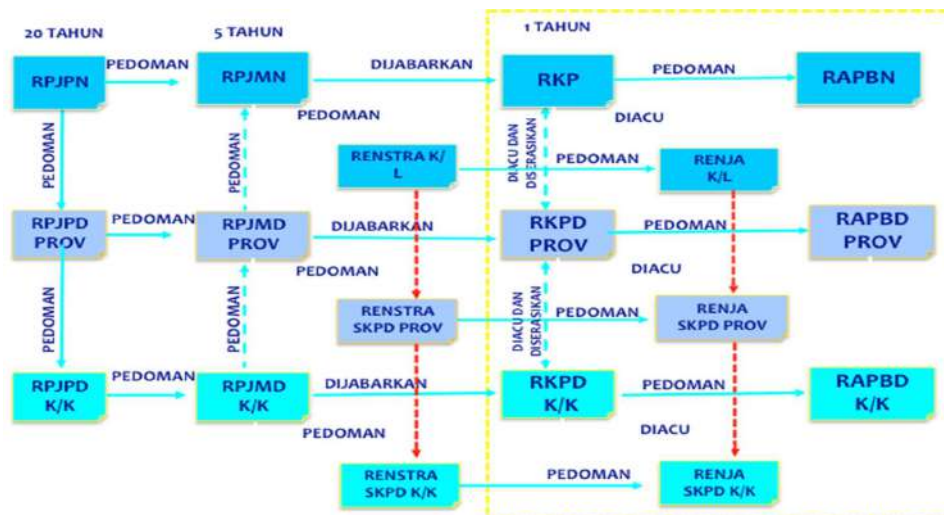 20 TAHUN
5 TAHUN
1 TAHUN
RPJPN
PEDOMAN
RPJMN
DIJABARKAN
RKP
PEDOMAN
RAPBN
PEDOMAN
DIACU
PEDOMAN
PEDOMAN
RENSTRA K/
L
PEDOMAN
DIACU DAN
DISERASIKAN
RENJA
K/L
RPJPD
PROV
PEDOMAN
RPJMD
PROV
DIJABARKAN
RKPD
PROV
PEDOMAN
RAPBD
PROV
PEDOMAN
DIACU
PEDOMAN
PEDOMAN
RENSTRA
SKPD PROV
PEDOMAN
DIACU DAN
DISERASIKAN
RENJA
SKPD PROV
RPJPD
K/K
PEDOMAN
RPJMD
K/K
DIJABARKAN
RKPD
K/K
PEDOMAN
RAPBD
K/K
PEDOMAN
DIACU
RENSTRA
SKPD K/K
PEDOMAN
RENJA
SKPD K/K